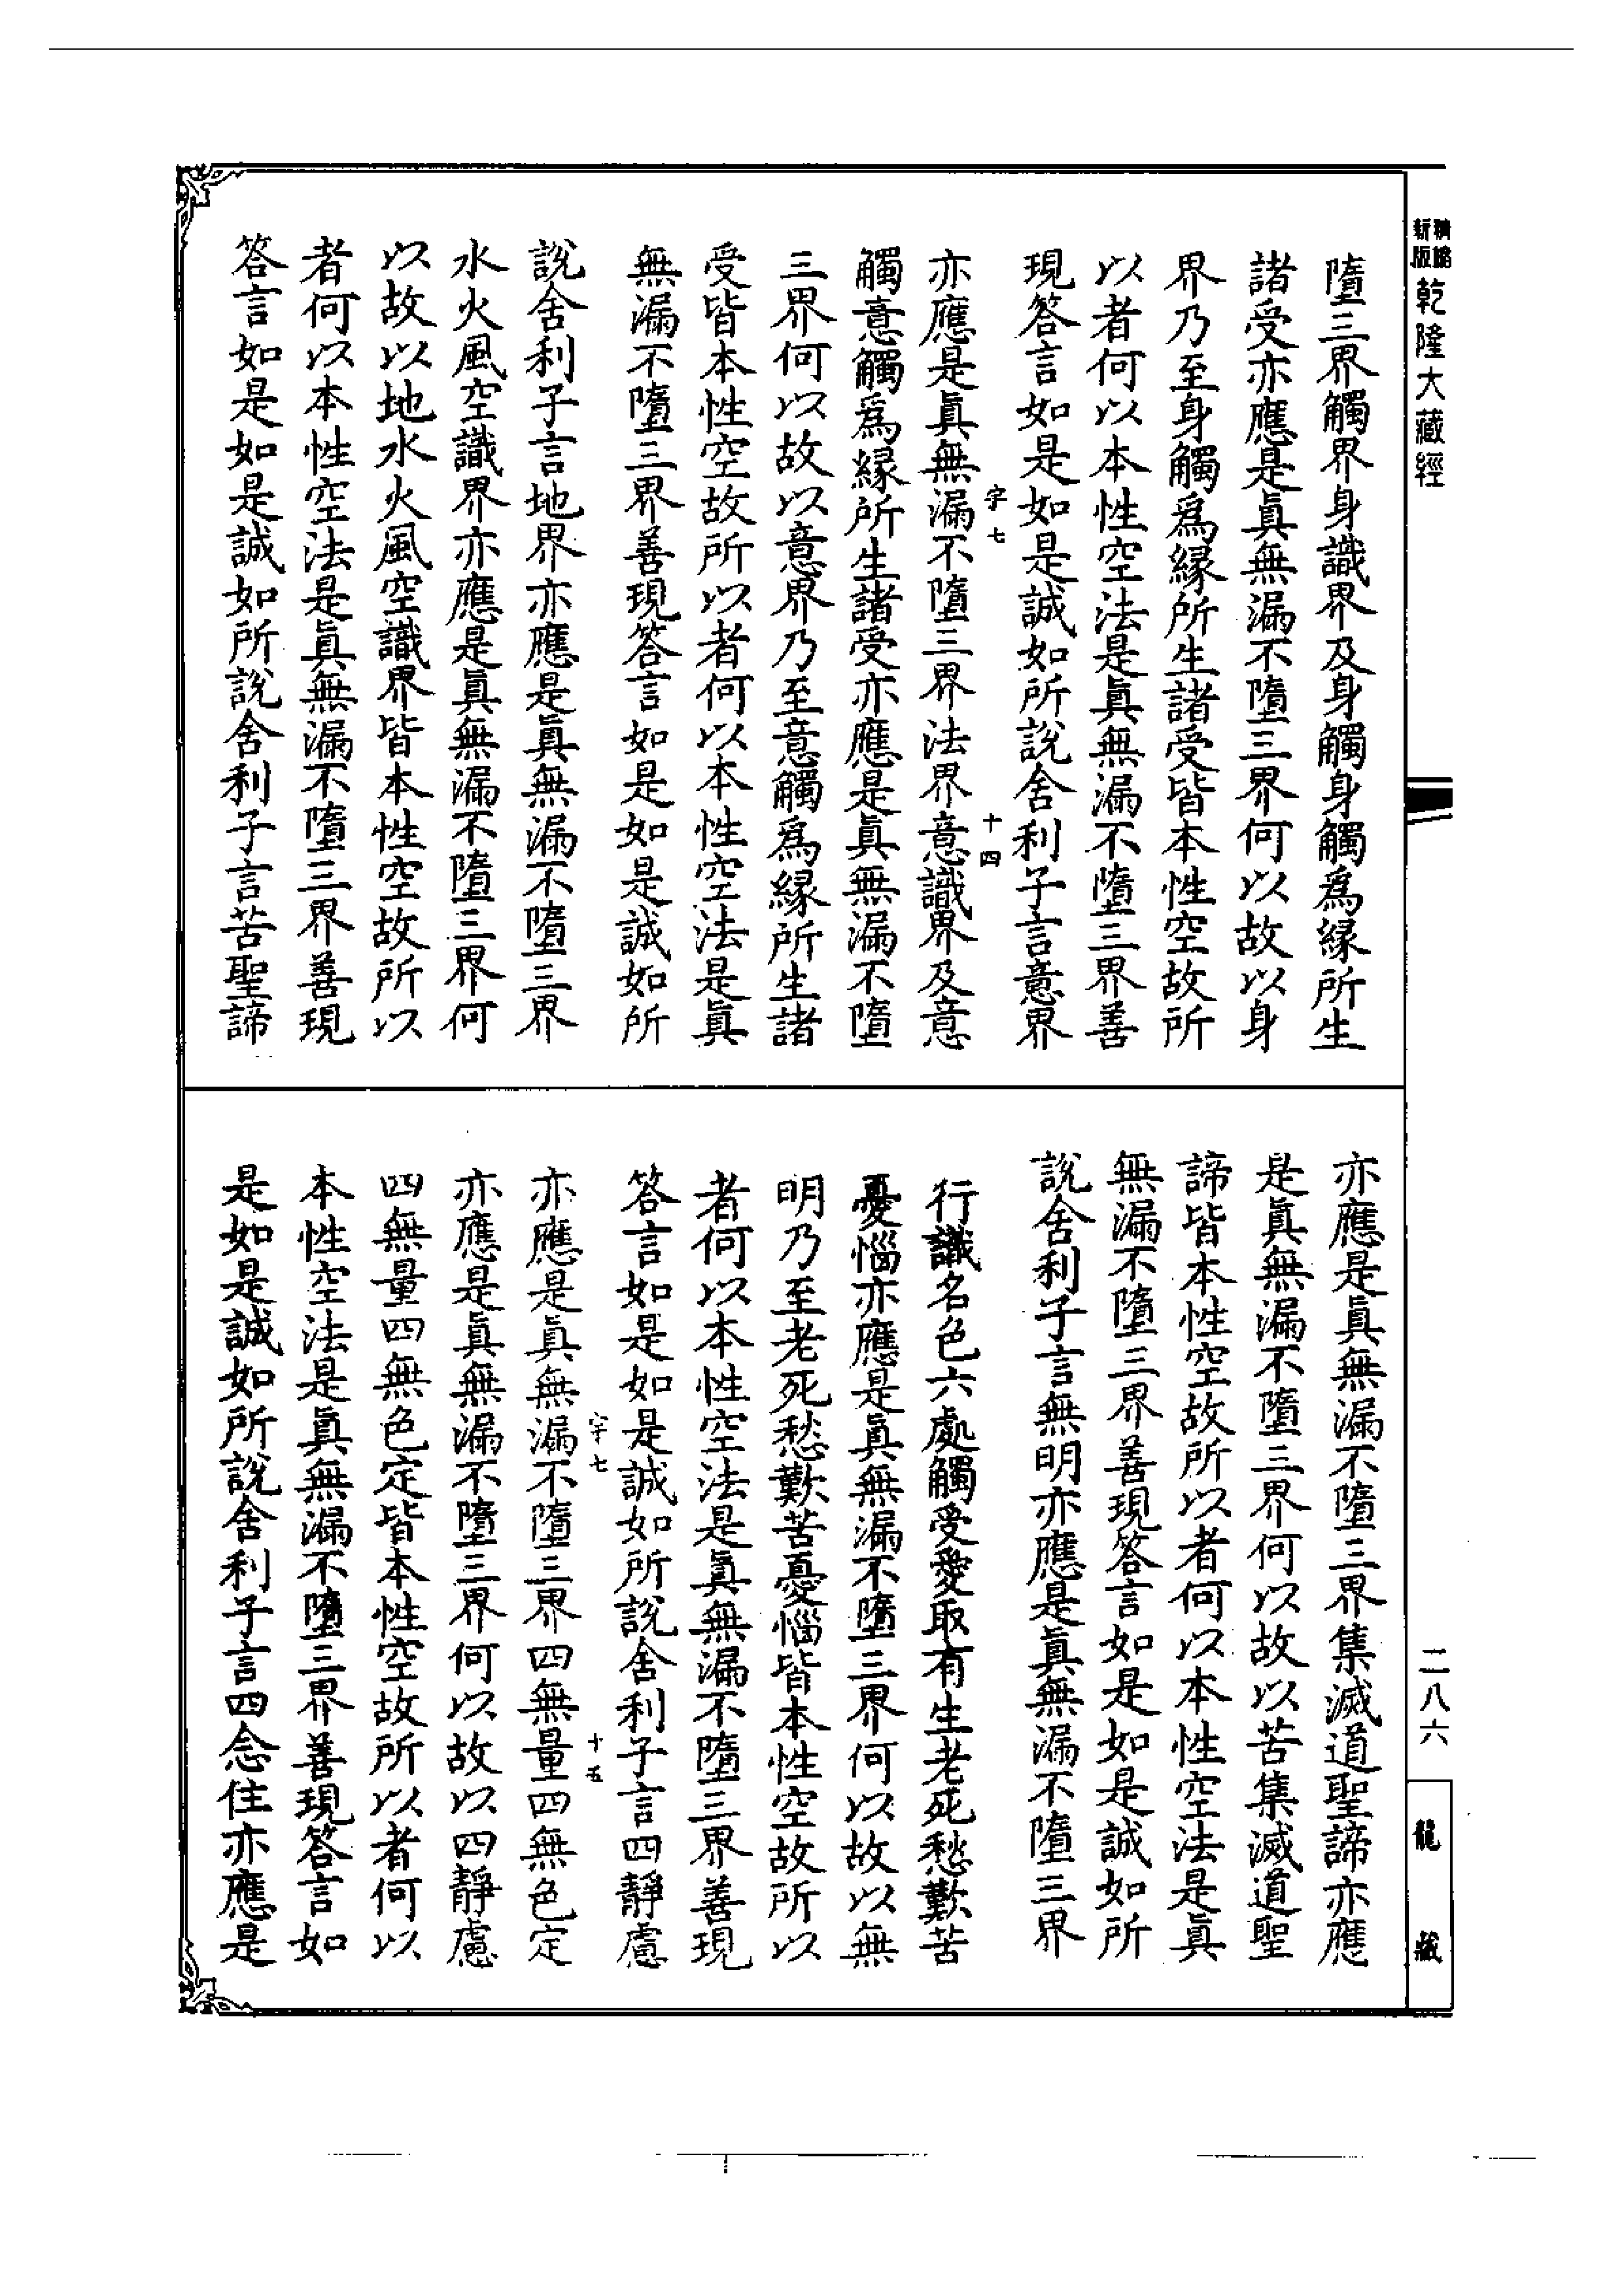 新版
精縮
乾隆大藏經
墮三界觸界身識界及身觸身觸爲緣所生
諸受亦應是眞無漏不墮三界何以故以身
界乃至身觸爲緣所生諸受皆本性空故所
以者何以本性空法是眞無漏不墮三界善
現答言如是如是誠如所說舍利子言意界
字七
十四
亦應是眞無漏不墮三界法界意識界及意
觸意觸爲緣所生諸受亦應是眞無漏不墮
三界何以故以意界乃至意觸爲緣所生諸
受皆本性空故所以者何以本性空法是眞
無漏不墮三界善現答言如是如是誠如所
說舍利子言地界亦應是眞無漏不墮三界
水火風空識界亦應是眞無漏不墮三界何
以故以地水火風空識界皆本性空故所以
者何以本性空法是眞無漏不墮三界善現
答言如是如是誠如所說舍利子言苦聖諦
亦應是眞無漏不墮三界集滅道聖諦亦應
是眞無漏不墮三界何以故以苦集滅道聖
諦皆本性空故所以者何以本性空法是眞
無漏不墮三界善現答言如是如是誠如所
說舍利子言無明亦應是眞無漏不墮三界
行識名色六處觸受愛取有生老死愁歎苦
憂惱亦應是眞無漏不墮三界何以故以無
明乃至老死愁歎苦憂惱皆本性空故所以
者何以本性空法是眞無漏不墮三界善現
答言如是如是誠如所說舍利子言四靜慮
字七
十五
亦應是眞無漏不墮三界四無量四無色定
亦應是眞無漏不墮三界何以故以四靜慮
四無量四無色定皆本性空故所以者何以
本性空法是眞無漏不墮三界善現答言如
是如是誠如所說舍利子言四念住亦應是
二八六
龍藏